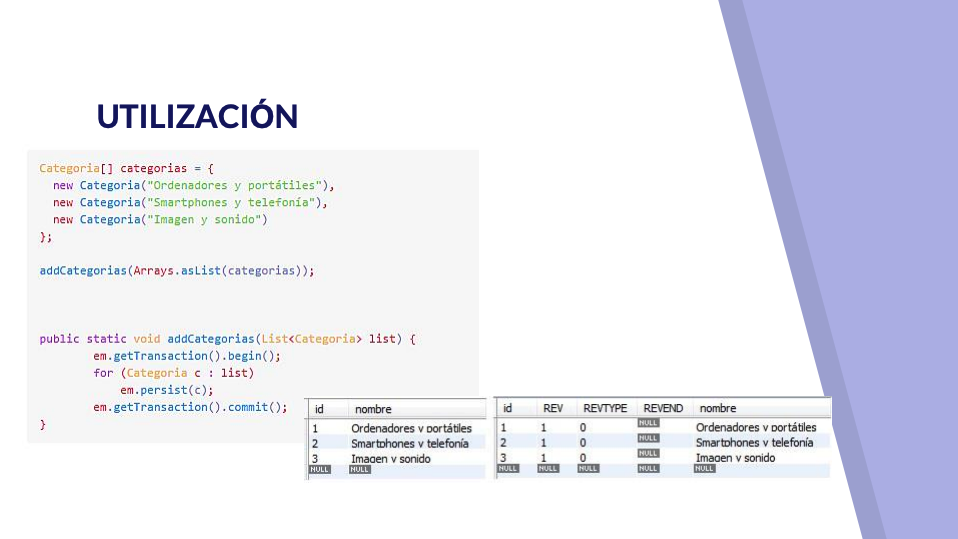 UTILIZACIÓN
Categoria[] categorias = {
new Categoria("Ordenadores y portátiles"),
new Categoria("Smartphones y telefonía"),
new Categoria("Imagen y sonido")
};
addCategorias(Arrays.asList(categorias));
public static void addCategorias(List<Categoria> list) {
em.getTransaction().begin();
for (Categoria c : list)
em.persist(c);
em.getTransaction().commit();
}
id nombre
1 Ordenadores y portátiles
2 Smartphones y telefonía
3 Imagen y sonido
NULL NULL
id REV REVTYPE REVEND nombre
1 1 0 NULL Ordenadores y portátiles
2 1 0 NULL Smartphones y telefonía
3 1 0 NULL Imagen y sonido
NULL NULL NULL NULL NULL